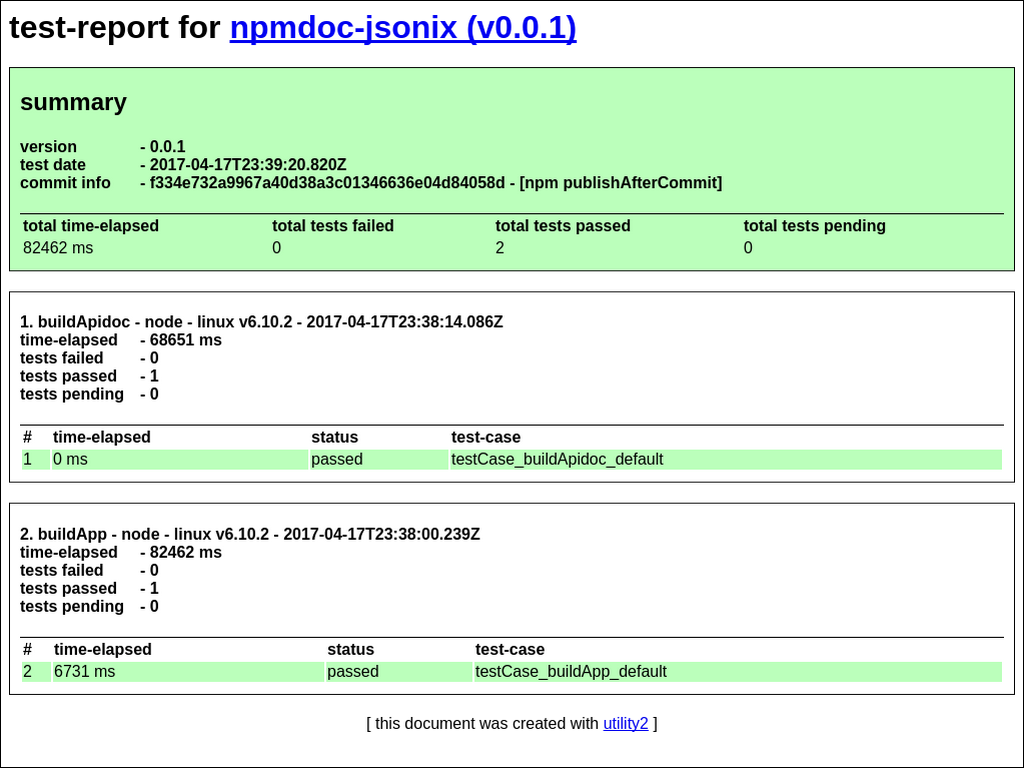 test-report for npmdoc-jsonix (v0.0.1)
summary
version - 0.0.1
test date - 2017-04-17T23:39:20.820Z
commit info - f334e732a9967a40d38a3c01346636e04d84058d - [npm publishAfterCommit]
total time-elapsed total tests failed total tests passed total tests pending
82462 ms 0 2 0
1. buildApidoc - node - linux v6.10.2 - 2017-04-17T23:38:14.086Z
time-elapsed - 68651 ms
tests failed - 0
tests passed - 1
tests pending - 0
# time-elapsed status test-case
1 0 ms passed testCase_buildApidoc_default
2. buildApp - node - linux v6.10.2 - 2017-04-17T23:38:00.239Z
time-elapsed - 82462 ms
tests failed - 0
tests passed - 1
tests pending - 0
# time-elapsed status test-case
2 6731 ms passed testCase_buildApp_default
[ this document was created with utility2 ]